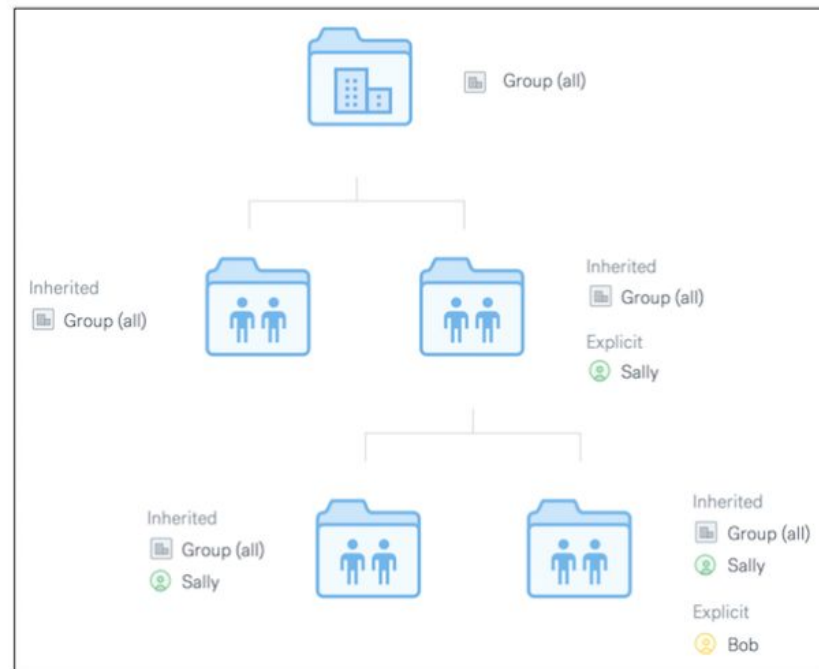 Group (all)
Inherited
Group (all)
Inherited
Group (all)
Explicit
Sally
Inherited
Group (all)
Sally
Inherited
Group (all)
Sally
Explicit
Bob